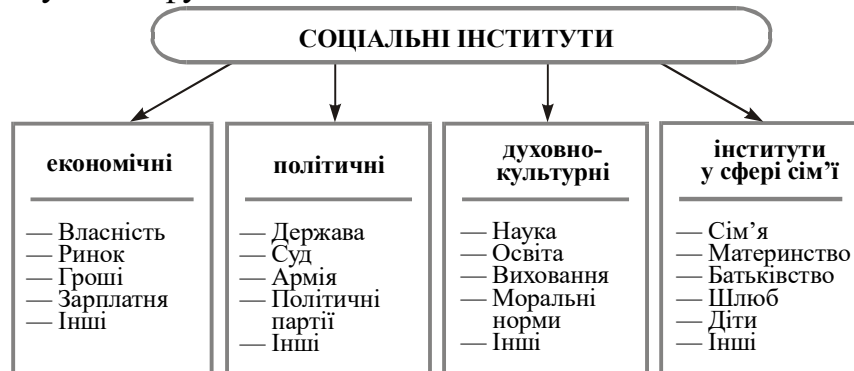 СОЦІАЛЬНІ ІНСТИТУТИ
економічні
— Власність
— Ринок
— Гроші
— Зарплатня
— Інші
політичні
— Держава
— Суд
— Армія
— Політичні
партії
— Інші
духовно-
культурні
— Наука
— Освіта
— Виховання
— Моральні
норми
— Інші
інститути
у сфері сім’ї
— Сім’я
— Материнство
— Батьківство
— Шлюб
— Діти
— Інші